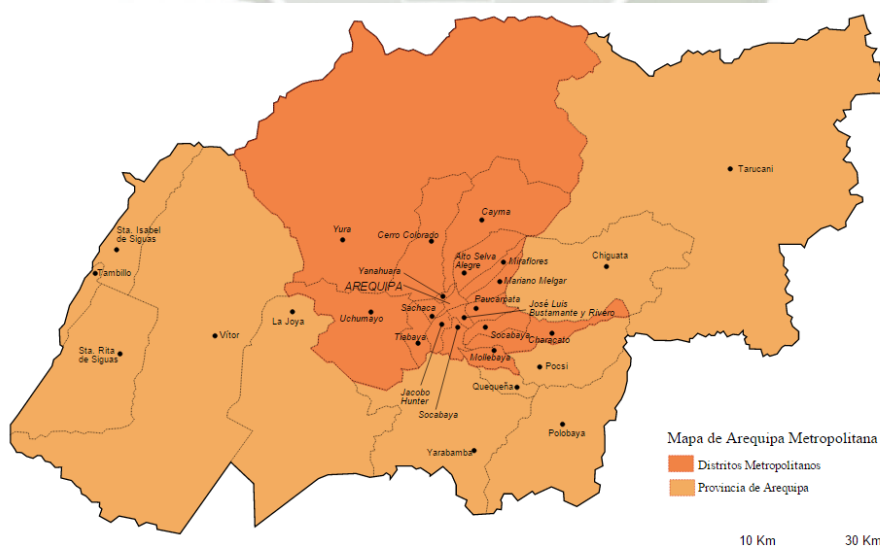 Tarucani
Cayma
Sta. Isabel
de Siguas
Yura
Cerro Colorado
Alto Selva
Alegre
Miraflores
Chiguata
Tambillo
Yanahuara
Mariano Melgar
AREQUIPA
Paucarpata
José Luis
Bustamante y Rivero
La Joya
Uchumayo
Sachaca
Vítor
Socabaya
Characato
Tiabaya
Sta. Rita
de Siguas
Mollebaya
Pocsi
Jacobo
Hunter
Quequeña
Socabaya
Polobaya
Yarabamba
Mapa de Arequipa Metropolitana
Distritos Metropolitanos
Provincia de Arequipa
10 Km
30 Km